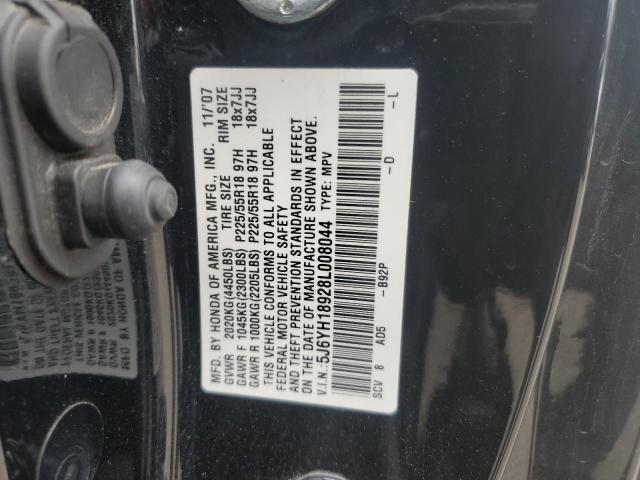 MFD. BY HONDA OF AMERICA MFG., INC. 11/'07
GVWR 2020KG(4450LBS) TIRE SIZE RIM SIZE
GAWR F 1045KG(2300LBS) P225/55R18 97H 18x7JJ
GAWR R 1000KG(2205LBS) P225/55R18 97H 18x7JJ
THIS VEHICLE CONFORMS TO ALL APPLICABLE
FEDERAL MOTOR VEHICLE SAFETY
AND THEFT PREVENTION STANDARDS IN EFFECT
ON THE DATE OF MANUFACTURE SHOWN ABOVE.
V.I.N.:5J6YH18928L008044 TYPE: MPV
SCV 8 AD5 -B92P -D -L